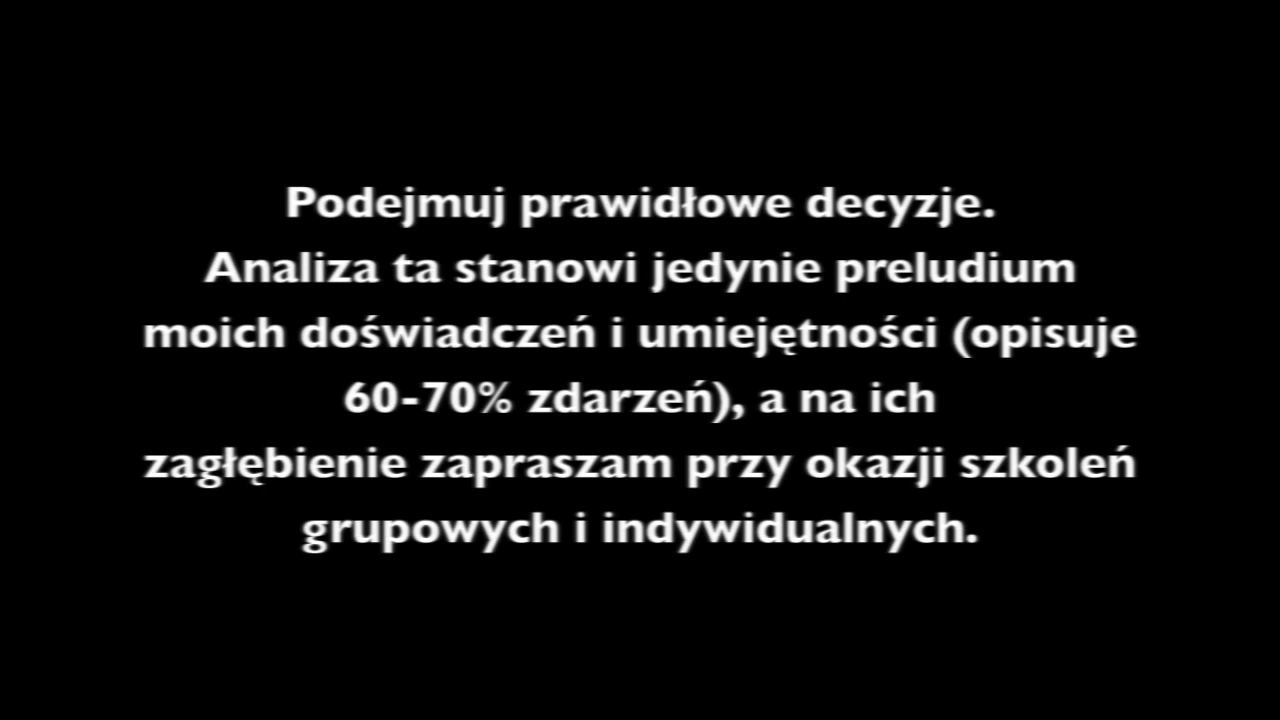 Podejmuj prawidłowe decyzje.
Analiza ta stanowi jedynie preludium
moich doświadczeń i umiejętności (opisuje
60-70% zdarzeń), a na ich
zagłębienie zapraszam przy okazji szkoleń
grupowych i indywidualnych.